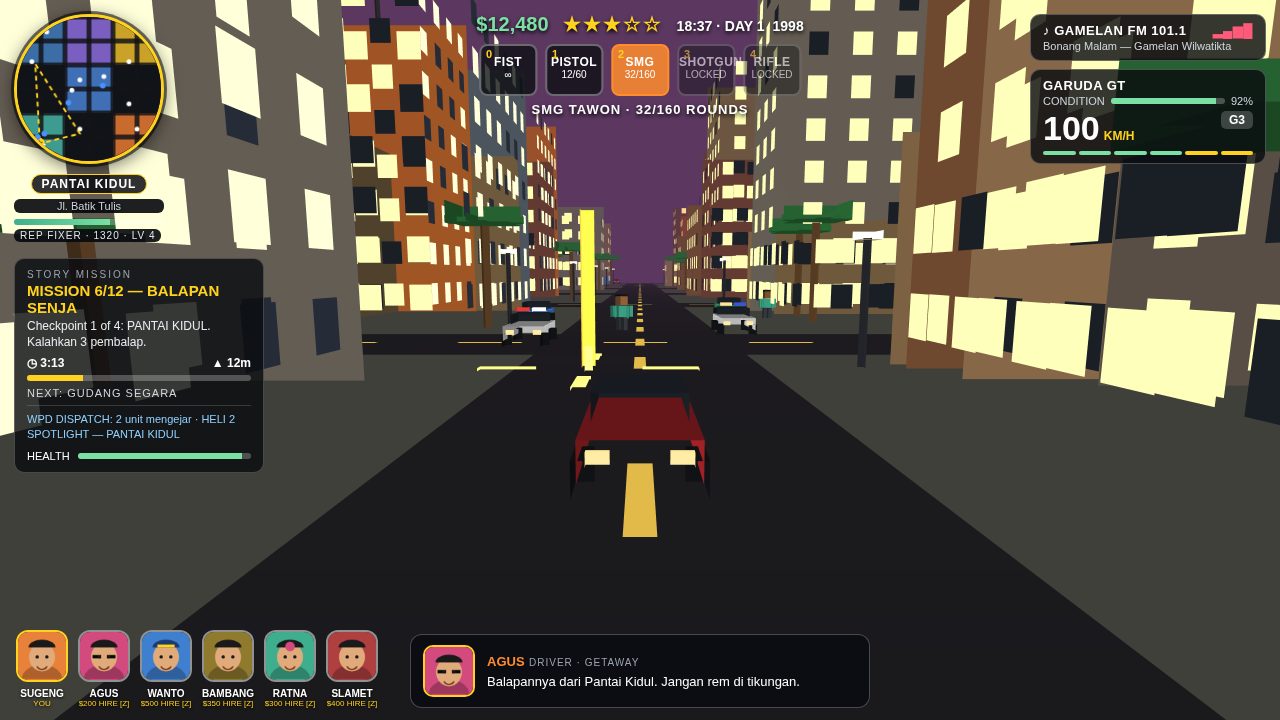 $12,480 ★★★☆☆ 18:37 · DAY 1 / 1998
0 FIST ∞
1 PISTOL 12/60
2 SMG 32/160
3 SHOTGUN LOCKED
4 RIFLE LOCKED
SMG TAWON · 32/160 ROUNDS
♪ GAMELAN FM 101.1
Bonang Malam — Gamelan Wilwatikta
GARUDA GT
CONDITION 92%
100 KM/H G3
PANTAI KIDUL
Jl. Batik Tulis
REP FIXER · 1320 · LV 4
STORY MISSION
MISSION 6/12 — BALAPAN
SENJA
Checkpoint 1 of 4: PANTAI KIDUL.
Kalahkan 3 pembalap.
3:13 ▲ 12m
NEXT: GUDANG SEGARA
WPD DISPATCH: 2 unit mengejar · HELI 2
SPOTLIGHT — PANTAI KIDUL
HEALTH
SUGENG
YOU
AGUS
$200 HIRE [Z]
WANTO
$500 HIRE [Z]
BAMBANG
$350 HIRE [Z]
RATNA
$300 HIRE [Z]
SLAMET
$400 HIRE [Z]
AGUS DRIVER · GETAWAY
Balapannya dari Pantai Kidul. Jangan rem di tikungan.